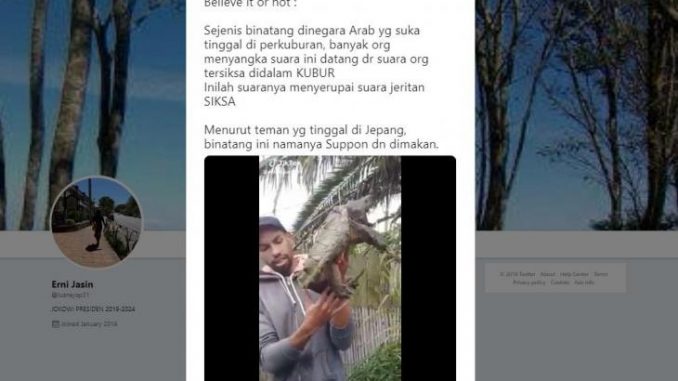 Believe it or not :
Sejenis binatang dinegara Arab yg suka
tinggal di perkuburan, banyak org
menyangka suara ini datang dr suara org
tersiksa didalam KUBUR
Inilah suaranya menyerupai suara jeritan
SIKSA
Menurut teman yg tinggal di Jepang,
binatang ini namanya Suppon dn dimakan.
Erni Jasin
JOKOWI PRESIDEN 2019-2024
Joined January 2016
© 2019 Twitter About Help Center Terms
Privacy policy Cookies Ads info